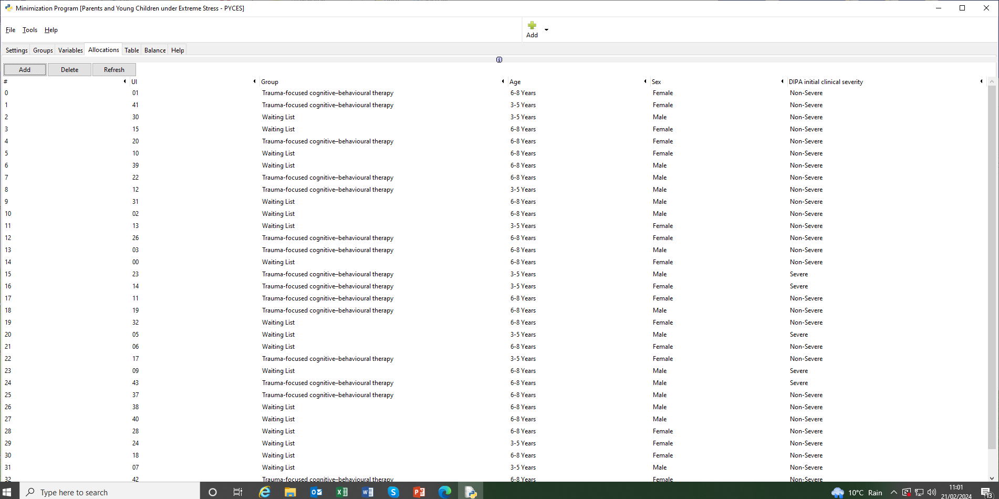 Minimization Program [Parents and Young Children under Extreme Stress - PYCES]
File Tools Help
Add
Settings Groups Variables Allocations Table Balance Help
Add Delete Refresh
# UI Group Age Sex DIPA initial clinical severity
0 01 Trauma-focused cognitive–behavioural therapy 6-8 Years Female Non-Severe
1 41 Trauma-focused cognitive–behavioural therapy 3-5 Years Female Non-Severe
2 30 Waiting List 3-5 Years Male Non-Severe
3 15 Waiting List 6-8 Years Female Non-Severe
4 20 Trauma-focused cognitive–behavioural therapy 6-8 Years Female Non-Severe
5 10 Waiting List 6-8 Years Female Non-Severe
6 39 Waiting List 6-8 Years Male Non-Severe
7 22 Trauma-focused cognitive–behavioural therapy 6-8 Years Male Non-Severe
8 12 Trauma-focused cognitive–behavioural therapy 3-5 Years Male Non-Severe
9 31 Waiting List 6-8 Years Male Non-Severe
10 02 Waiting List 6-8 Years Male Non-Severe
11 13 Waiting List 3-5 Years Female Non-Severe
12 26 Trauma-focused cognitive–behavioural therapy 6-8 Years Female Non-Severe
13 03 Trauma-focused cognitive–behavioural therapy 6-8 Years Male Non-Severe
14 00 Waiting List 6-8 Years Female Non-Severe
15 23 Trauma-focused cognitive–behavioural therapy 3-5 Years Male Severe
16 14 Trauma-focused cognitive–behavioural therapy 3-5 Years Female Severe
17 11 Trauma-focused cognitive–behavioural therapy 6-8 Years Female Non-Severe
18 19 Trauma-focused cognitive–behavioural therapy 6-8 Years Male Non-Severe
19 32 Waiting List 6-8 Years Female Non-Severe
20 05 Waiting List 3-5 Years Male Severe
21 06 Waiting List 6-8 Years Female Non-Severe
22 17 Trauma-focused cognitive–behavioural therapy 3-5 Years Female Non-Severe
23 09 Waiting List 6-8 Years Male Severe
24 43 Trauma-focused cognitive–behavioural therapy 6-8 Years Male Severe
25 37 Trauma-focused cognitive–behavioural therapy 6-8 Years Male Non-Severe
26 38 Waiting List 6-8 Years Male Non-Severe
27 40 Waiting List 6-8 Years Male Non-Severe
28 28 Waiting List 6-8 Years Female Non-Severe
29 24 Waiting List 3-5 Years Female Non-Severe
30 18 Waiting List 6-8 Years Female Non-Severe
31 07 Waiting List 3-5 Years Male Non-Severe
32 42 Trauma-focused cognitive–behavioural therapy 6-8 Years Female Non-Severe
Type here to search
10°C Rain
11:01
21/02/2024
13